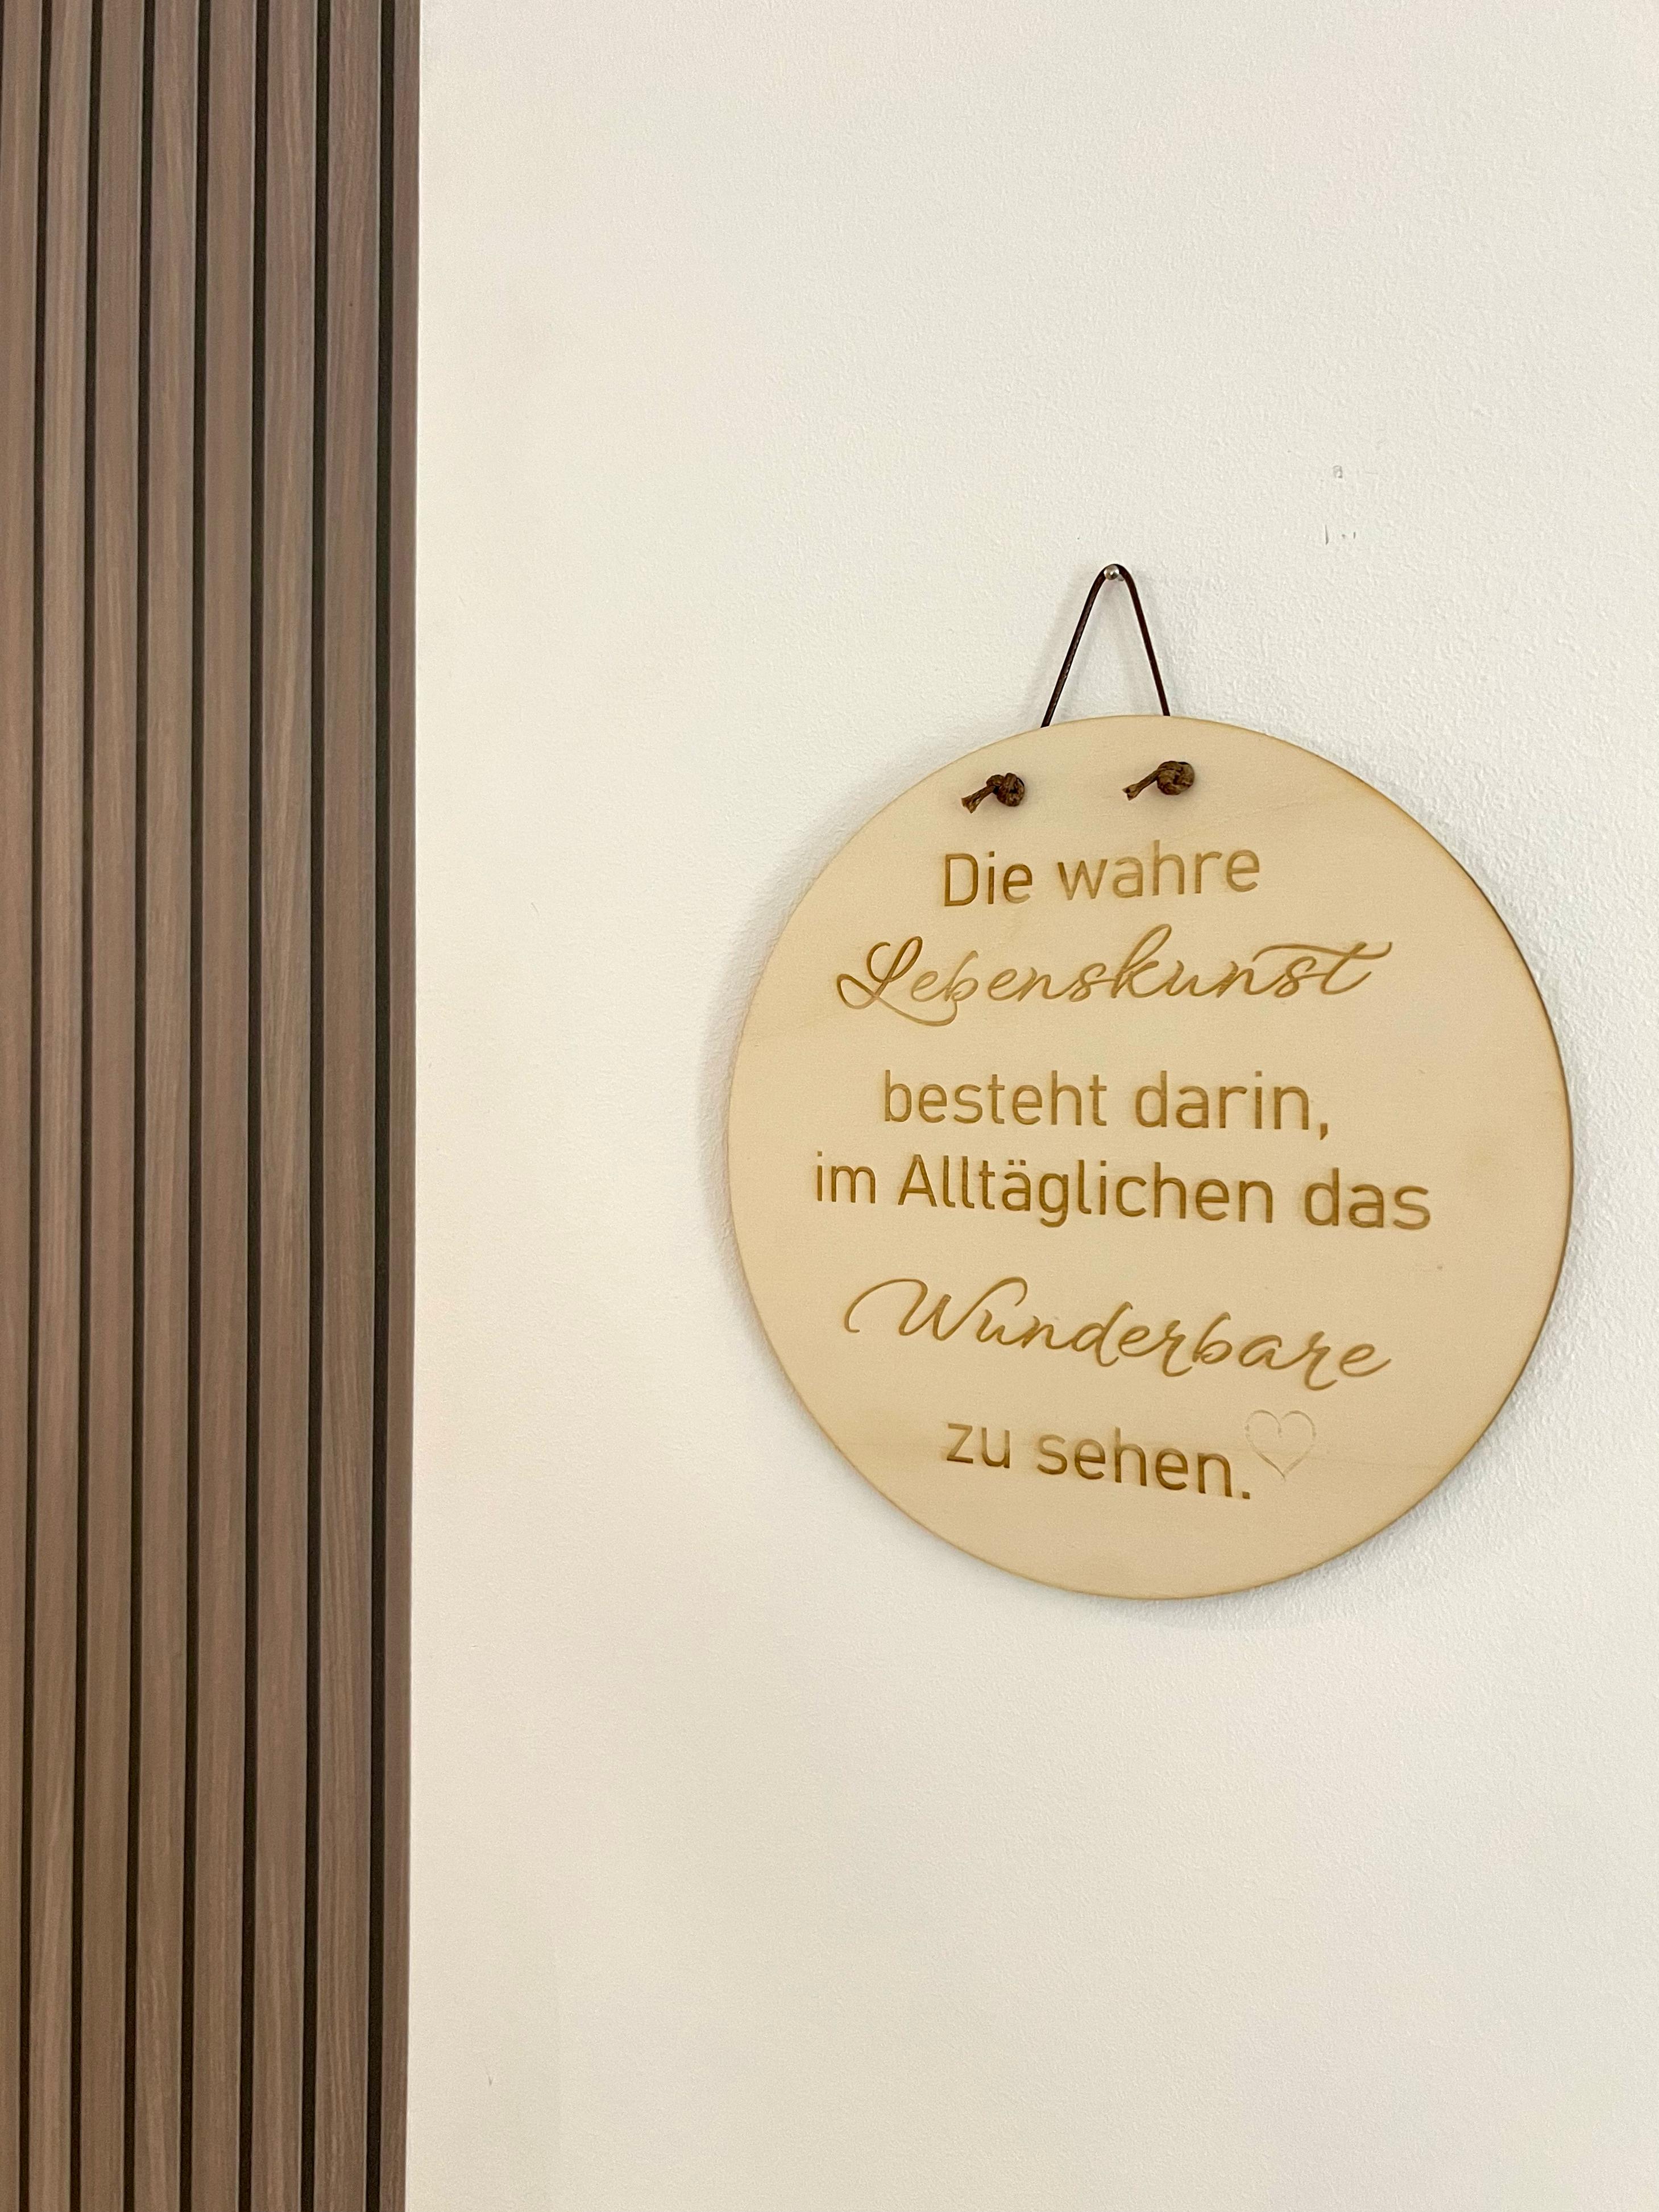 Die wahre
Lebenskunst
besteht darin,
im Alltäglichen das
Wunderbare
zu sehen.